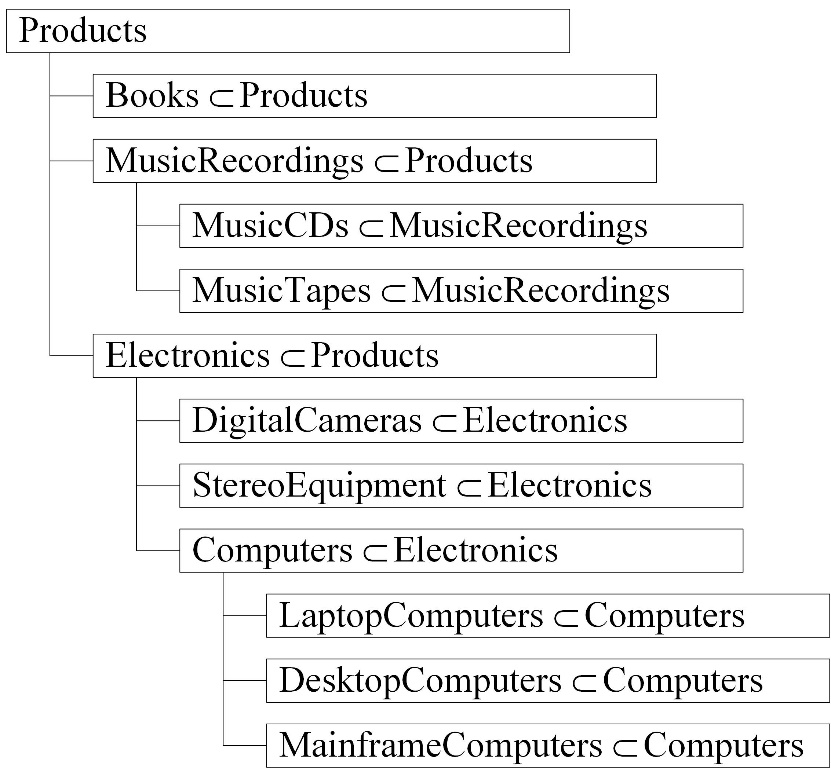 Products
Books ⊂ Products
MusicRecordings ⊂ Products
MusicCDs ⊂ MusicRecordings
MusicTapes ⊂ MusicRecordings
Electronics ⊂ Products
DigitalCameras ⊂ Electronics
StereoEquipment ⊂ Electronics
Computers ⊂ Electronics
LaptopComputers ⊂ Computers
DesktopComputers ⊂ Computers
MainframeComputers ⊂ Computers